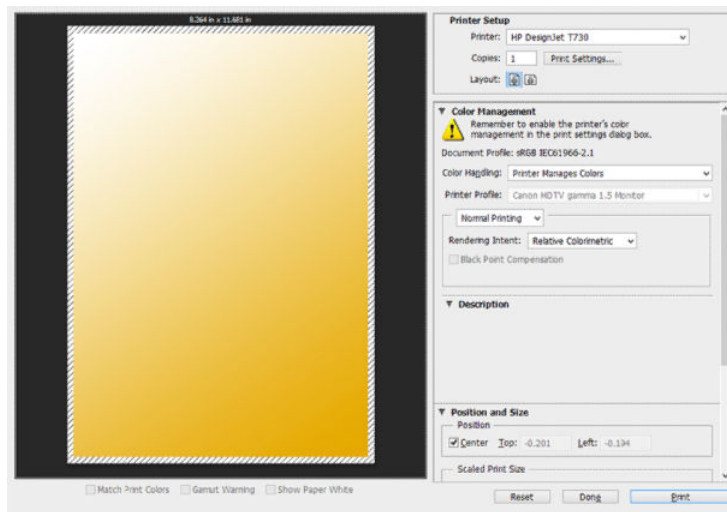 8.264 in x 11.681 in
Printer Setup
Printer: HP DesignJet T730
Copies: 1 Print Settings...
Layout:
Color Management
Remember to enable the printer's color
management in the print settings dialog box.
Document Profile: sRGB IEC61966-2.1
Color Handling: Printer Manages Colors
Printer Profile: Canon HDTV gamma 1.5 Monitor
Normal Printing
Rendering Intent: Relative Colorimetric
Black Point Compensation
Description
Position and Size
Position
Center Top: -0.201 Left: -0.194
Scaled Print Size
Match Print Colors Gamut Warning Show Paper White
Reset Done Print